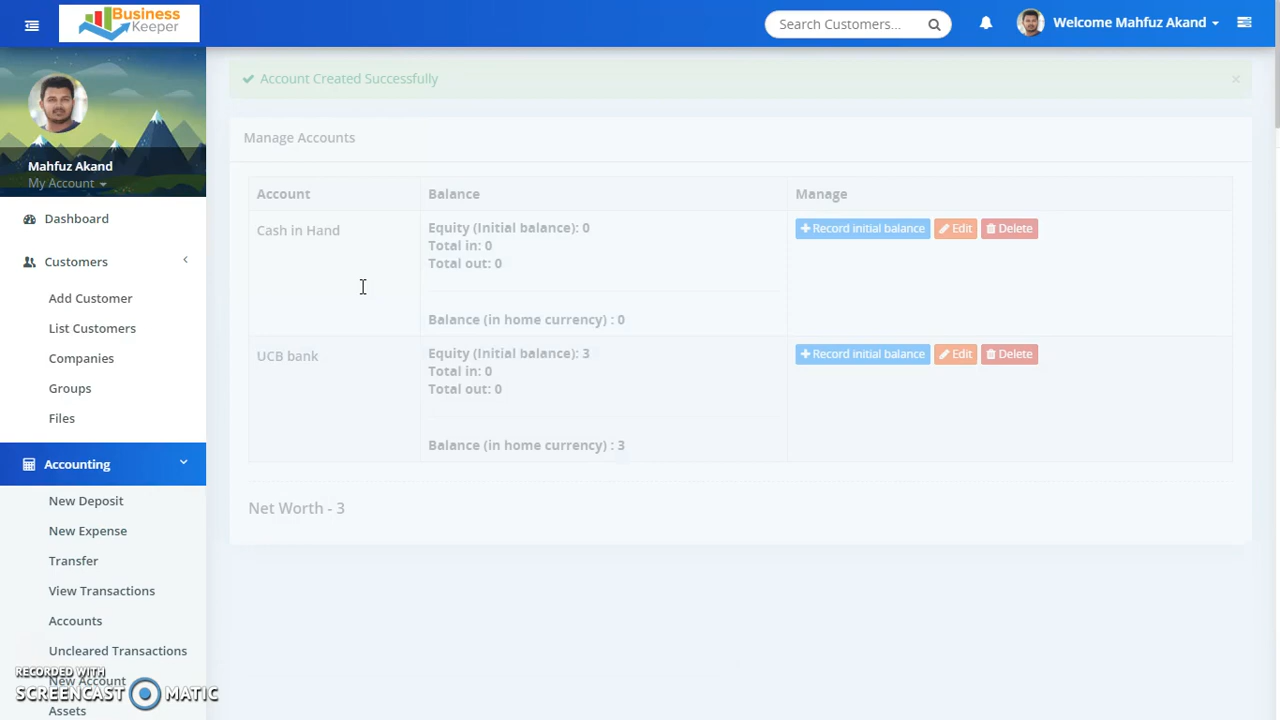 Business
Keeper
Search Customers...
Welcome Mahfuz Akand
Account Created Successfully
×
Mahfuz Akand
My Account
Manage Accounts
Account Balance Manage
Cash in Hand
Equity (Initial balance): 0
Total in: 0
Total out: 0
Balance (in home currency) : 0
Record initial balance Edit Delete
UCB bank
Equity (Initial balance): 3
Total in: 0
Total out: 0
Balance (in home currency) : 3
Record initial balance Edit Delete
Net Worth - 3
Dashboard
Customers
Add Customer
List Customers
Companies
Groups
Files
Accounting
New Deposit
New Expense
Transfer
View Transactions
Accounts
Uncleared Transactions
New Account
Assets
RECORDED WITH
SCREENCAST MATIC